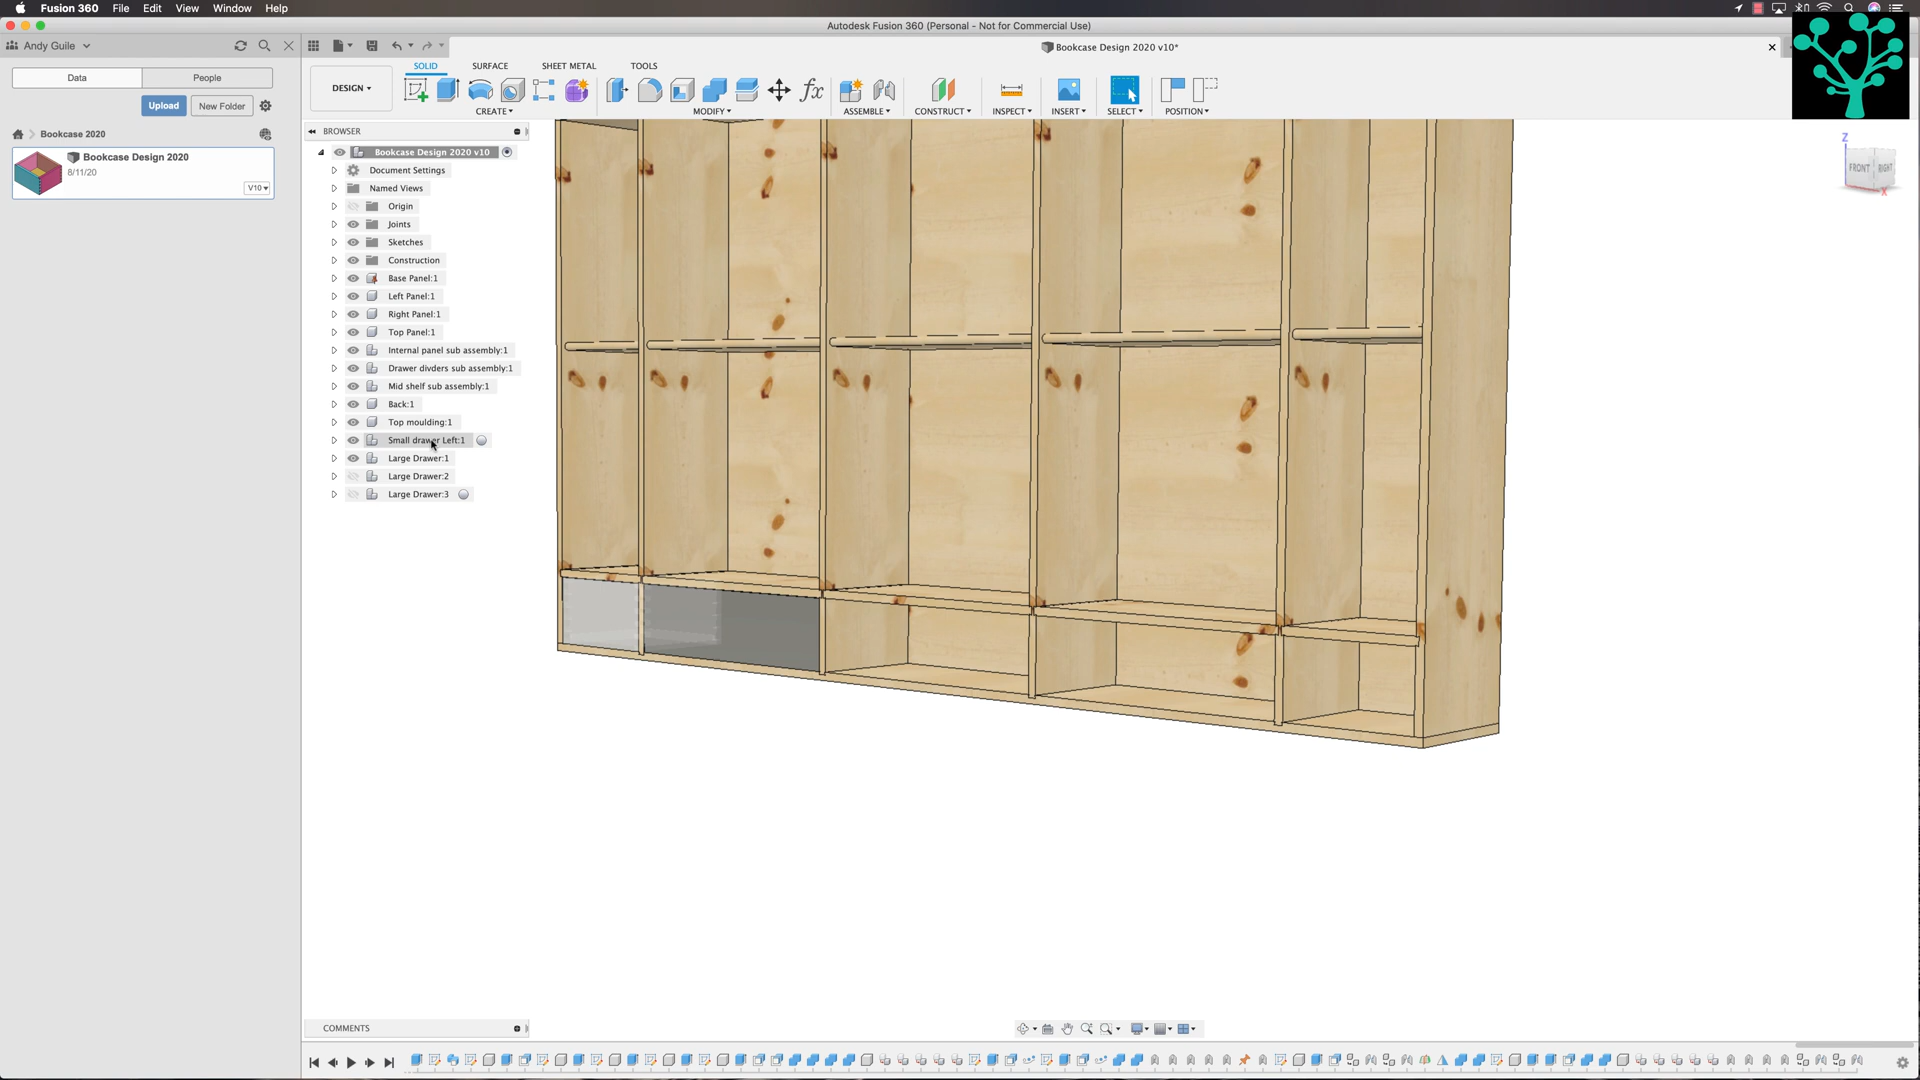 Fusion 360 File Edit View Window Help
Autodesk Fusion 360 (Personal - Not for Commercial Use)
Andy Guile
Bookcase Design 2020 v10*
Data People
SOLID SURFACE SHEET METAL TOOLS
DESIGN
Upload New Folder
CREATE MODIFY ASSEMBLE CONSTRUCT INSPECT INSERT SELECT POSITION
Bookcase 2020
BROWSER
Bookcase Design 2020
8/11/20
V10
Bookcase Design 2020 v10
Document Settings
Named Views
Origin
Joints
Sketches
Construction
Base Panel:1
Left Panel:1
Right Panel:1
Top Panel:1
Internal panel sub assembly:1
Drawer divders sub assembly:1
Mid shelf sub assembly:1
Back:1
Top moulding:1
Small drawer Left:1
Large Drawer:1
Large Drawer:2
Large Drawer:3
Z
FRONT RIGHT
X
COMMENTS